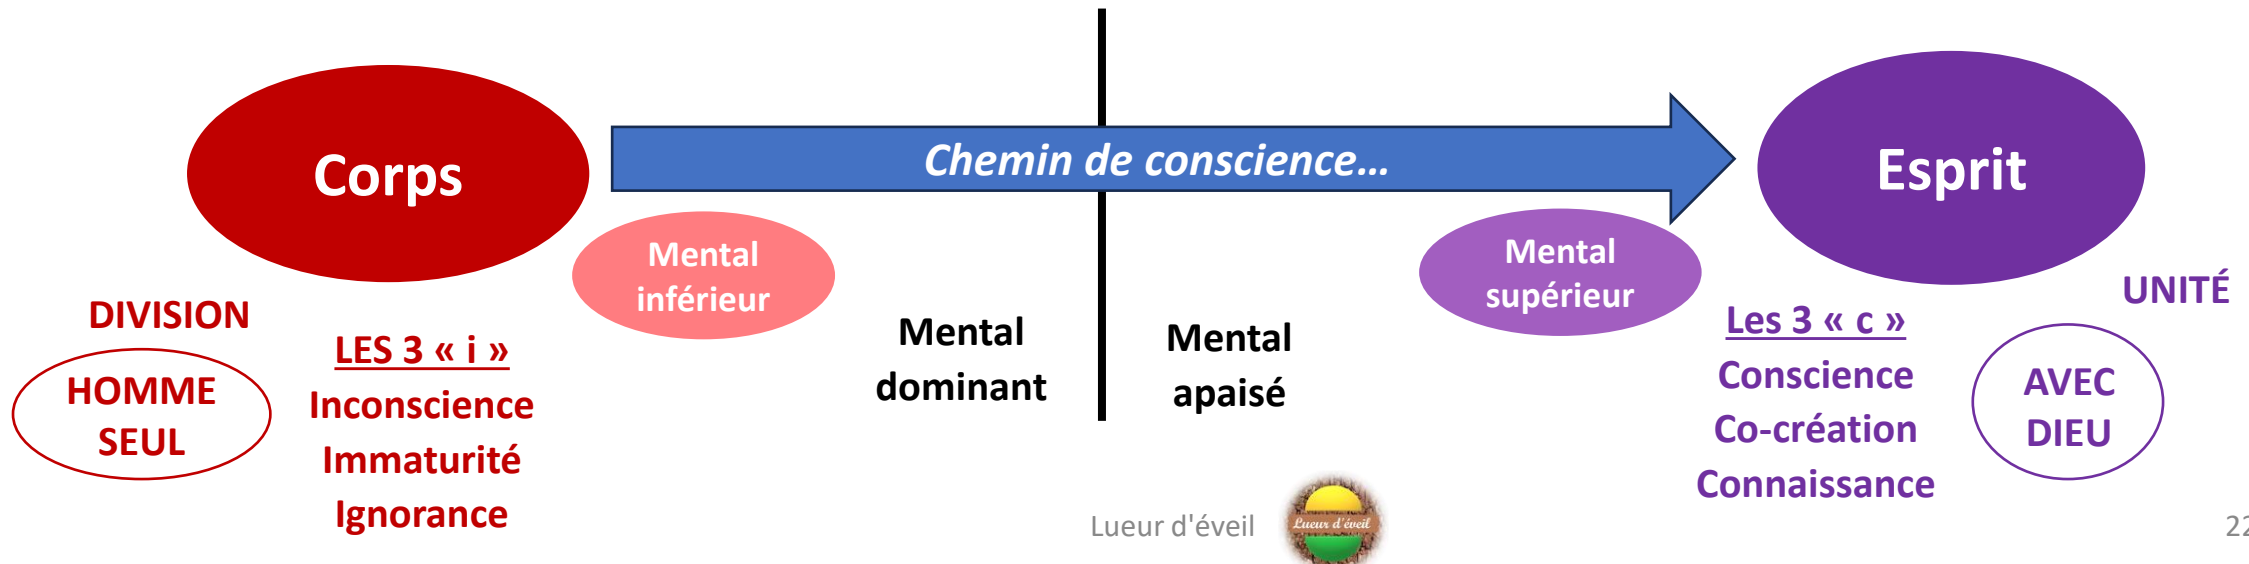 Corps
Chemin de conscience...
Esprit
Mental
inférieur
Mental
supérieur
DIVISION
HOMME
SEUL
LES 3 « i »
Inconscience
Immaturité
Ignorance
Mental
dominant
Mental
apaisé
Les 3 « c »
Conscience
Co-création
Connaissance
UNITÉ
AVEC
DIEU
Lueur d'éveil
Lueur d'éveil
22